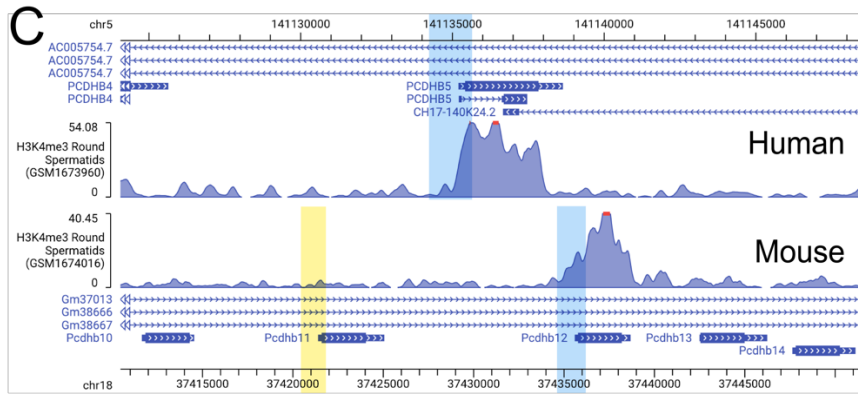 C
chr5 141130000 141135000 141140000 141145000
AC005754.7
AC005754.7
AC005754.7
PCDHB4 PCDHB5
PCDHB4 PCDHB5
CH17-140K24.2
54.08
H3K4me3 Round
Spermatids
(GSM1673960)
0
Human
40.45
H3K4me3 Round
Spermatids
(GSM1674016)
0
Mouse
Gm37013
Gm38666
Gm38667
Pcdhb10 Pcdhb11 Pcdhb12 Pcdhb13
Pcdhb14
chr18 37415000 37420000 37425000 37430000 37435000 37440000 37445000